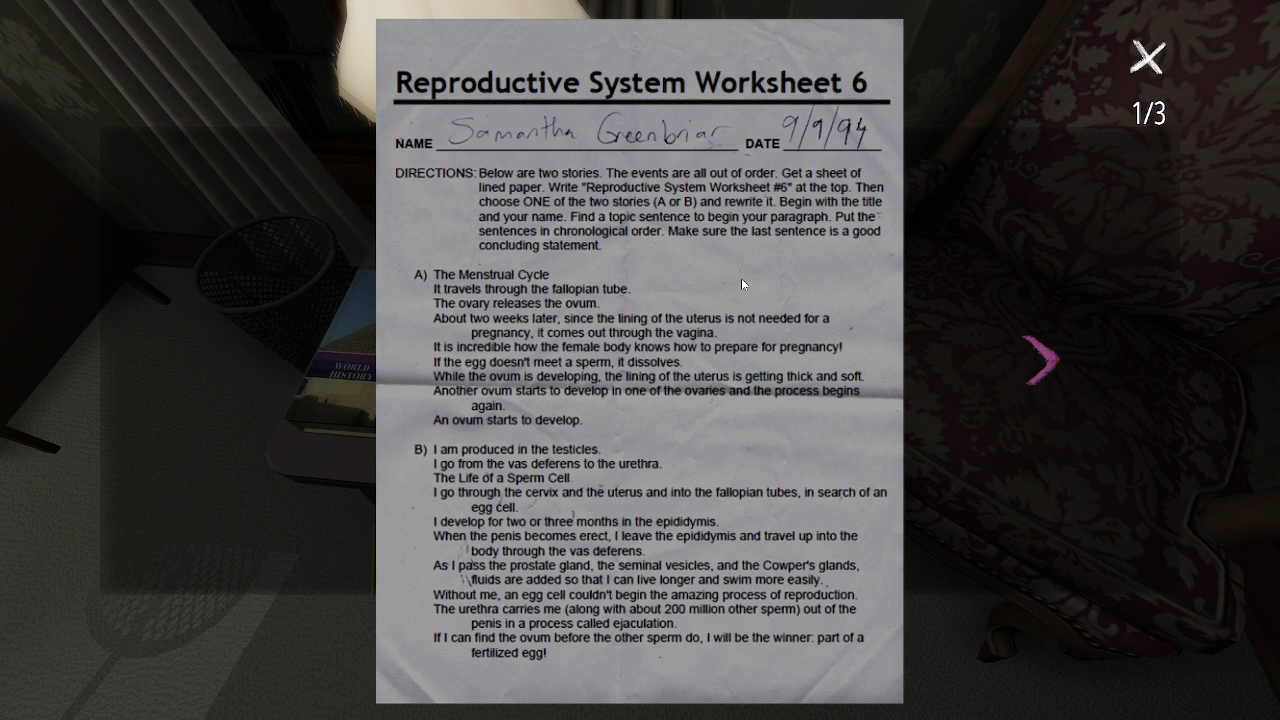 Reproductive System Worksheet 6
1/3
NAME Samantha Greenbriar DATE 9/9/94
DIRECTIONS: Below are two stories. The events are all out of order. Get a sheet of
lined paper. Write "Reproductive System Worksheet #6" at the top. Then
choose ONE of the two stories (A or B) and rewrite it. Begin with the title
and your name. Find a topic sentence to begin your paragraph. Put the
sentences in chronological order. Make sure the last sentence is a good
concluding statement.
A) The Menstrual Cycle
It travels through the fallopian tube.
The ovary releases the ovum.
About two weeks later, since the lining of the uterus is not needed for a
pregnancy, it comes out through the vagina.
It is incredible how the female body knows how to prepare for pregnancy!
If the egg doesn't meet a sperm, it dissolves.
While the ovum is developing, the lining of the uterus is getting thick and soft.
Another ovum starts to develop in one of the ovaries and the process begins
again.
An ovum starts to develop.
B) I am produced in the testicles.
I go from the vas deferens to the urethra.
The Life of a Sperm Cell
I go through the cervix and the uterus and into the fallopian tubes, in search of an
egg cell.
I develop for two or three months in the epididymis.
When the penis becomes erect, I leave the epididymis and travel up into the
body through the vas deferens.
As I pass the prostate gland, the seminal vesicles, and the Cowper's glands,
fluids are added so that I can live longer and swim more easily.
Without me, an egg cell couldn't begin the amazing process of reproduction.
The urethra carries me (along with about 200 million other sperm) out of the
penis in a process called ejaculation.
If I can find the ovum before the other sperm do, I will be the winner: part of a
fertilized egg!
WORLD
HISTORY